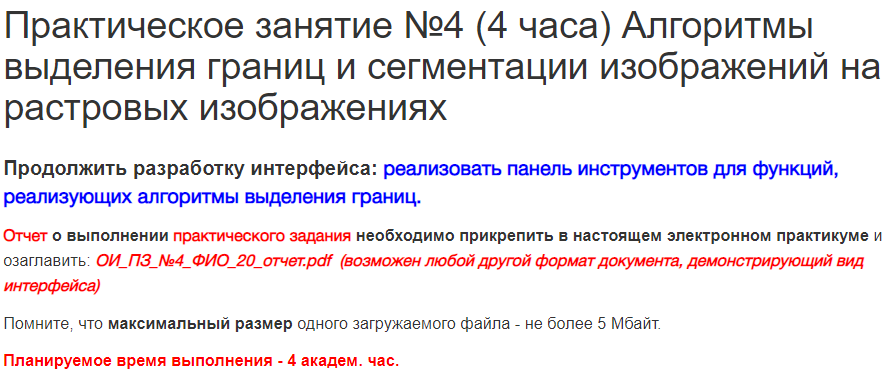 Практическое занятие №4 (4 часа) Алгоритмы
выделения границ и сегментации изображений на
растровых изображениях
Продолжить разработку интерфейса: реализовать панель инструментов для функций,
реализующих алгоритмы выделения границ.
Отчет о выполнении практического задания необходимо прикрепить в настоящем электронном практикуме и
озаглавить: ОИ_ПЗ_№4_ФИО_20_отчет.pdf (возможен любой другой формат документа, демонстрирующий вид
интерфейса)
Помните, что максимальный размер одного загружаемого файла - не более 5 Мбайт.
Планируемое время выполнения - 4 академ. час.